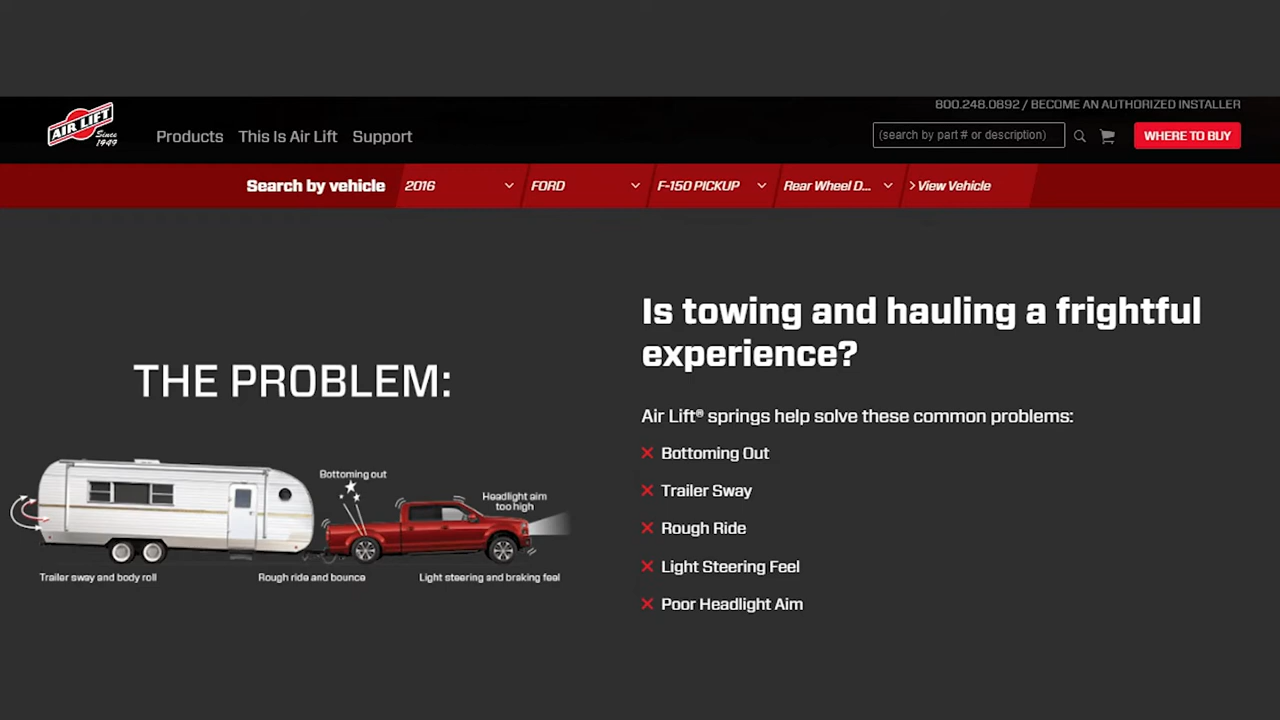 800.248.0892 / BECOME AN AUTHORIZED INSTALLER
AIR LIFT
Since
1949
Products This Is Air Lift Support
(search by part # or description)
WHERE TO BUY
Search by vehicle 2016 FORD F-150 PICKUP Rear Wheel D... > View Vehicle
THE PROBLEM:
Bottoming out
Headlight aim
too high
Trailer sway and body roll
Rough ride and bounce
Light steering and braking feel
Is towing and hauling a frightful
experience?
Air Lift® springs help solve these common problems:
Bottoming Out
Trailer Sway
Rough Ride
Light Steering Feel
Poor Headlight Aim